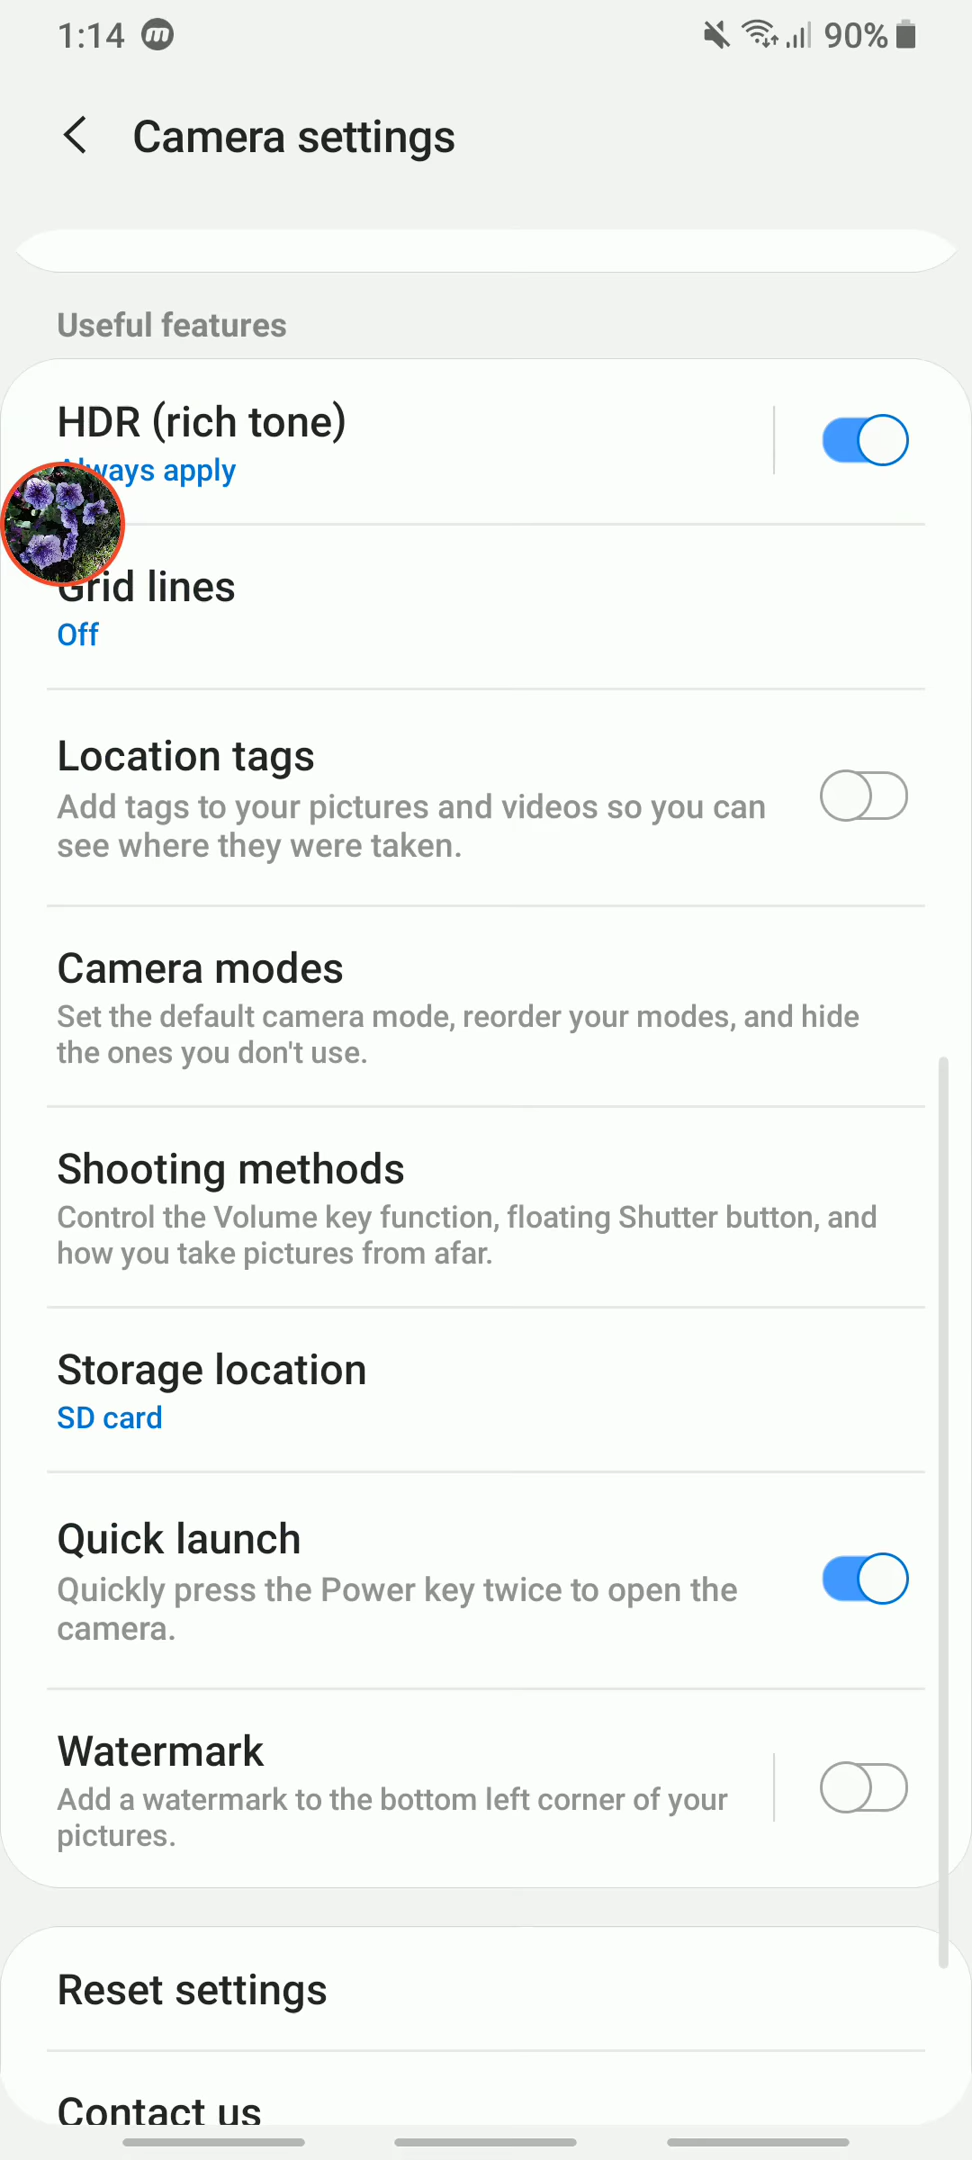 1:14 m 90%
Camera settings
Useful features
HDR (rich tone)
Always apply
Grid lines
Off
Location tags
Add tags to your pictures and videos so you can
see where they were taken.
Camera modes
Set the default camera mode, reorder your modes, and hide
the ones you don't use.
Shooting methods
Control the Volume key function, floating Shutter button, and
how you take pictures from afar.
Storage location
SD card
Quick launch
Quickly press the Power key twice to open the
camera.
Watermark
Add a watermark to the bottom left corner of your
pictures.
Reset settings
Contact us